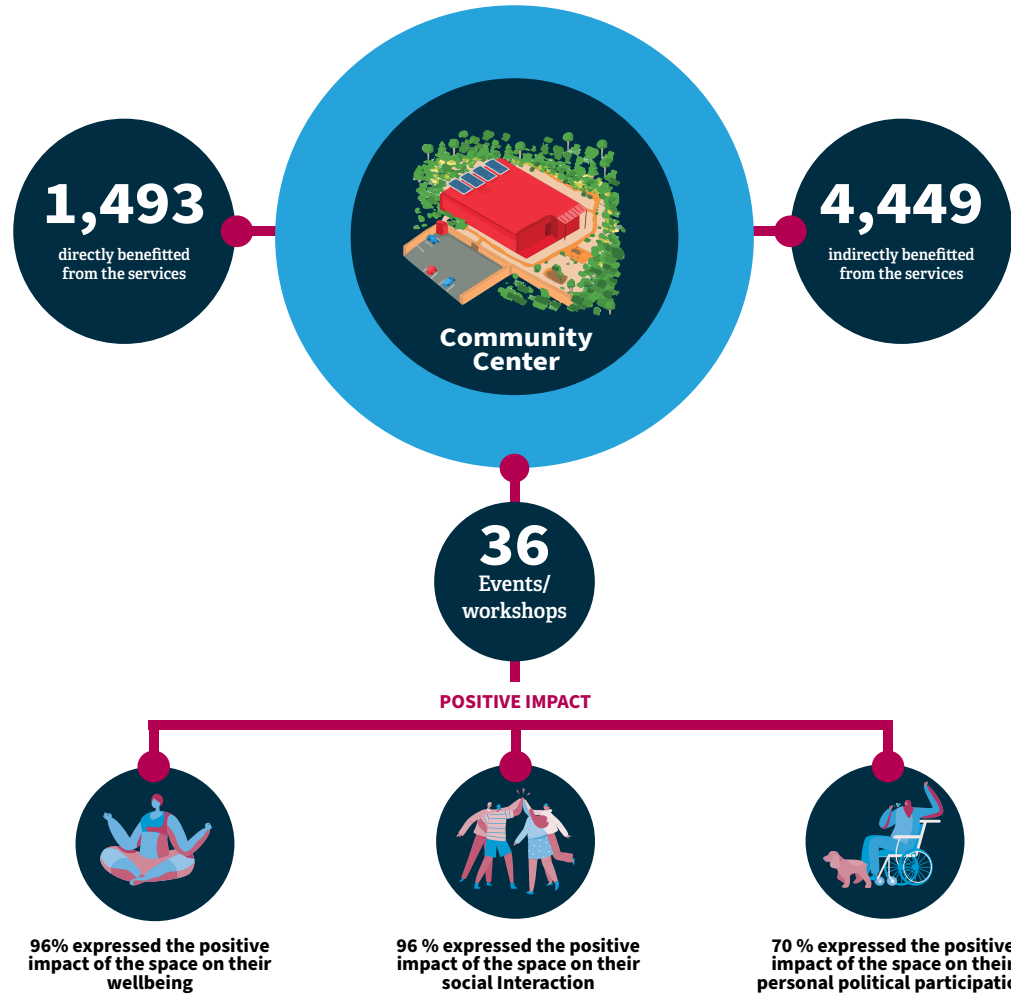 1,493
directly benefitted
from the services
4,449
indirectly benefitted
from the services
Community
Center
36
Events/
workshops
POSITIVE IMPACT
96% expressed the positive
impact of the space on their
wellbeing
96 % expressed the positive
impact of the space on their
social Interaction
70 % expressed the positive
impact of the space on their
personal political participation